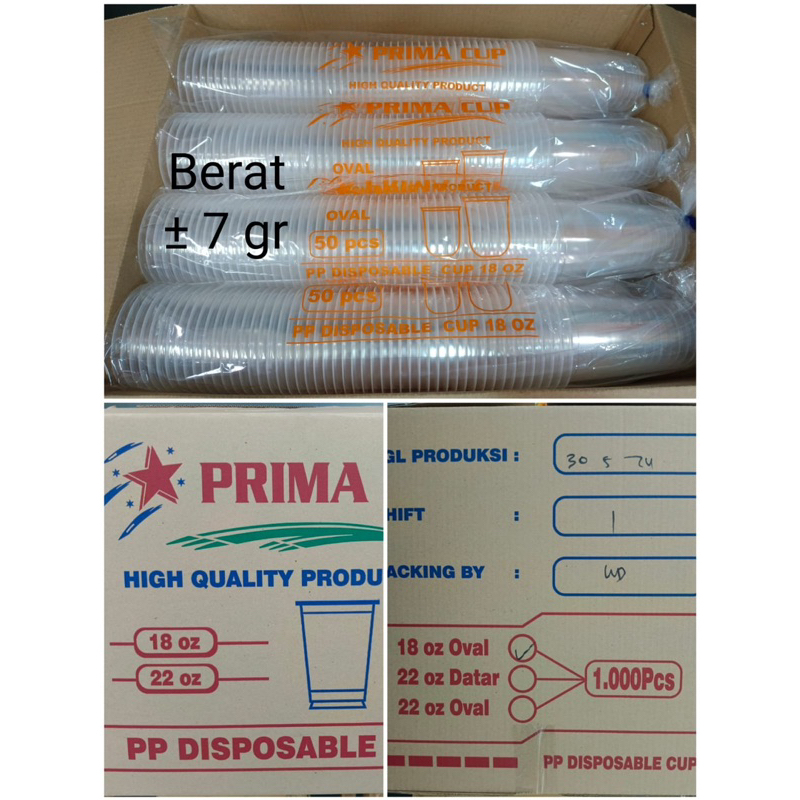 PRIMA CUP
HIGH QUALITY PRODUCT
PRIMA CUP
HIGH QUALITY PRODUCT
OVAL
OVAL
50 pcs
PP DISPOSABLE CUP 18 OZ
50 pcs
PP DISPOSABLE CUP 18 OZ
Berat
± 7 gr
PRIMA
HIGH QUALITY PRODU
18 oz
22 oz
PP DISPOSABLE
GL PRODUKSI : 30 5 24
HIFT : 1
ACKING BY : WD
18 oz Oval
22 oz Datar
22 oz Oval
1.000Pcs
PP DISPOSABLE CUP